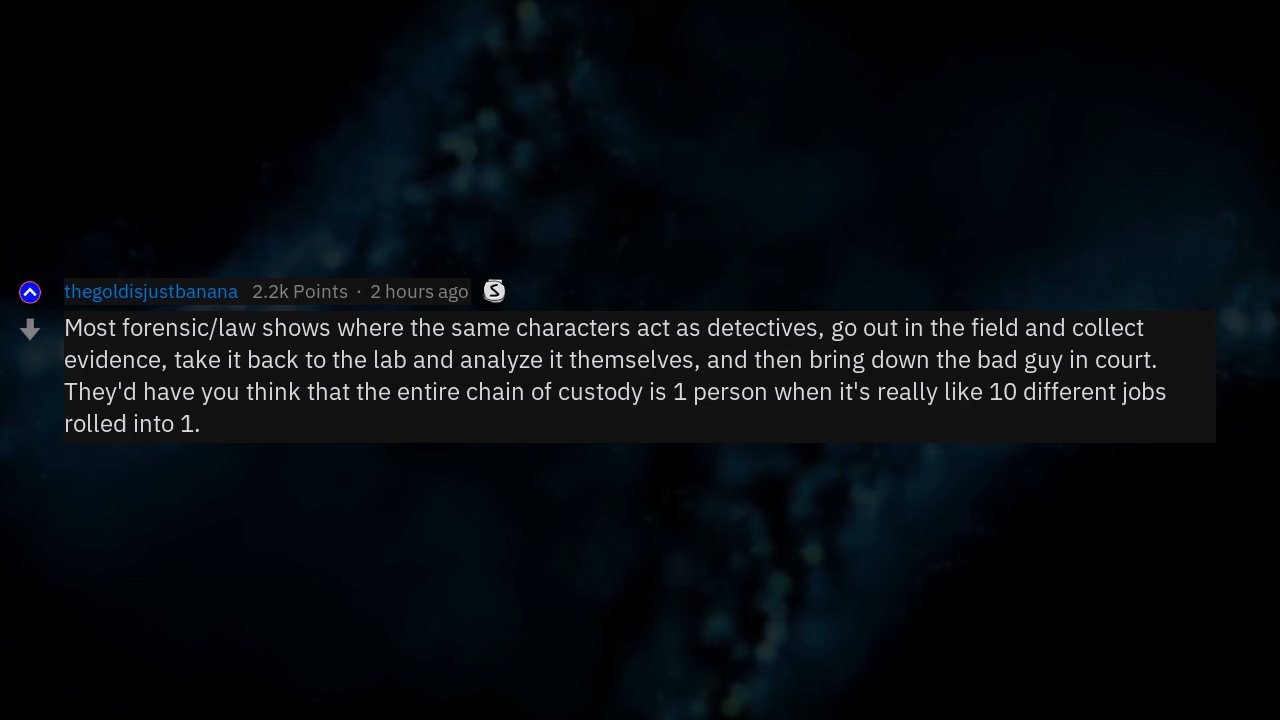 thegoldisjustbanana 2.2k Points · 2 hours ago S
Most forensic/law shows where the same characters act as detectives, go out in the field and collect
evidence, take it back to the lab and analyze it themselves, and then bring down the bad guy in court.
They'd have you think that the entire chain of custody is 1 person when it's really like 10 different jobs
rolled into 1.